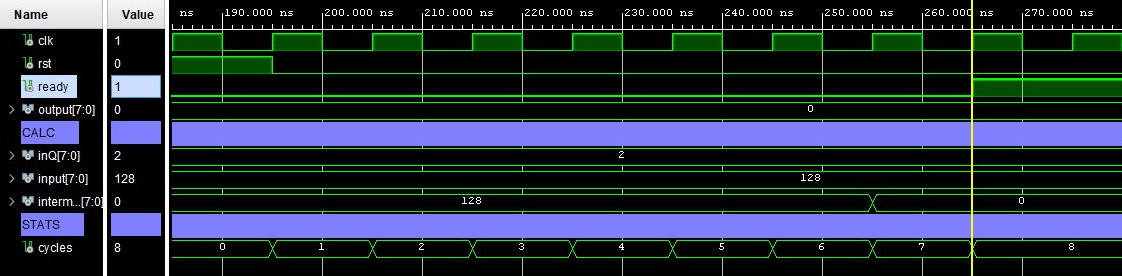 Name Value ns 190.000 ns 200.000 ns 210.000 ns 220.000 ns 230.000 ns 240.000 ns 250.000 ns 260.000 ns 270.000 ns
clk 1
rst 0
ready 1
output[7:0] 0 0
CALC
inQ[7:0] 2 2
input[7:0] 128 128
interm...[7:0] 0 128 0
STATS
cycles 8 0 1 2 3 4 5 6 7 8